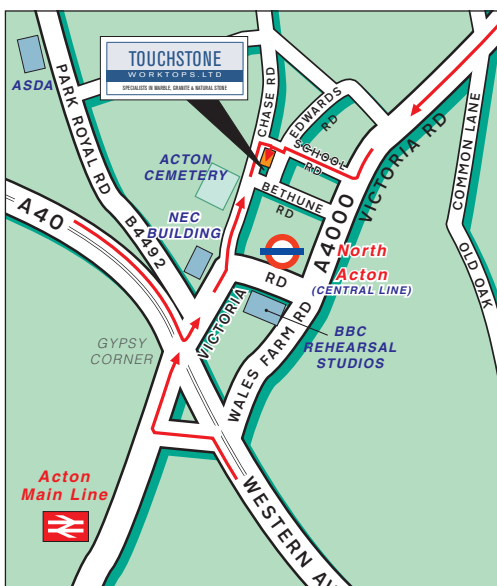 TOUCHSTONE
WORKTOPS.LTD
SPECIALISTS IN MARBLE, GRANITE & NATURAL STONE
ASDA
PARK ROYAL RD
B4492
CHASE RD
EDWARDS
RD
SCHOOL
RD
VICTORIA RD
COMMON LANE
OLD OAK
ACTON
CEMETERY
BETHUNE
RD
A40
NEC
BUILDING
A4000
North
Acton
(CENTRAL LINE)
VICTORIA
RD
WALES FARM RD
BBC
REHEARSAL
STUDIOS
GYPSY
CORNER
Acton
Main Line
WESTERN AV